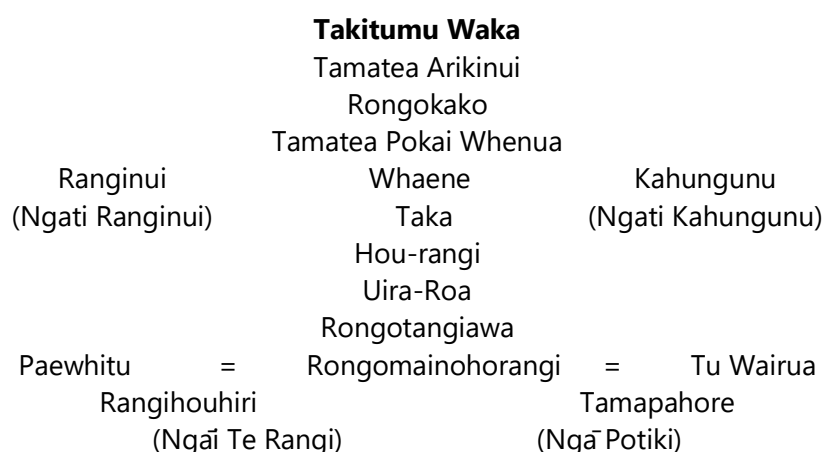 Takitumu Waka
Tamatea Arikinui
Rongokako
Tamatea Pokai Whenua
Ranginui Whaene Kahungunu
(Ngati Ranginui) Taka (Ngati Kahungunu)
Hou-rangi
Uira-Roa
Rongotangiawa
Paewhitu = Rongomainohorangi = Tu Wairua
Rangihouhiri Tamapahore
(Ngāi Te Rangi) (Ngā Potiki)